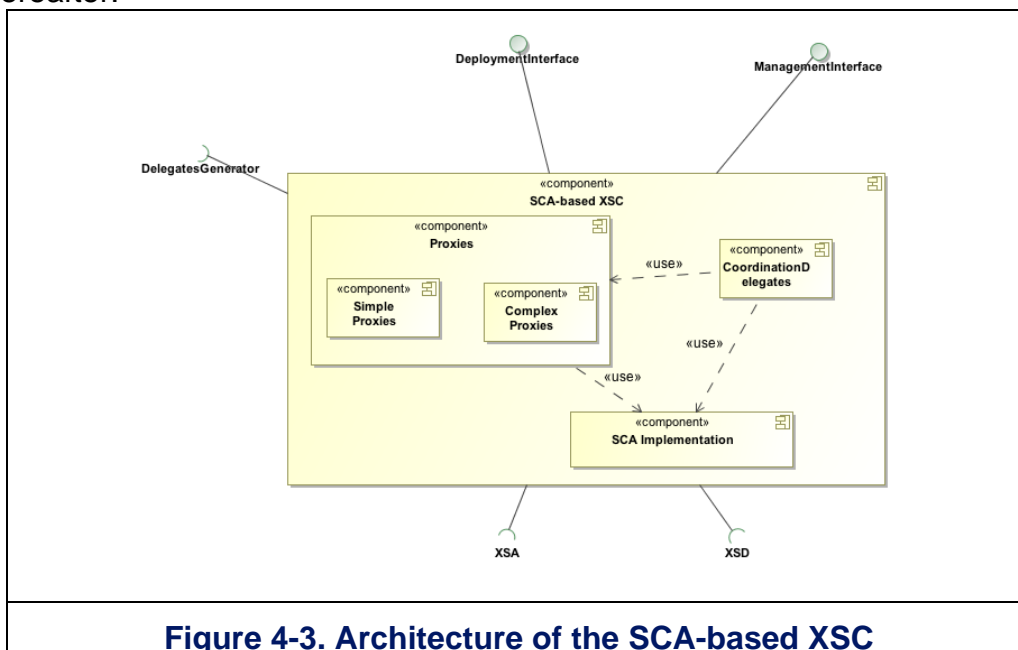 DeploymentInterface
ManagementInterface
DelegatesGenerator
«component»
SCA-based XSC
«component»
Proxies
«component»
CoordinationD
elegates
«use»
«component»
Simple
Proxies
«component»
Complex
Proxies
«use»
«use»
«component»
SCA Implementation
XSA
XSD
Figure 4-3. Architecture of the SCA-based XSC